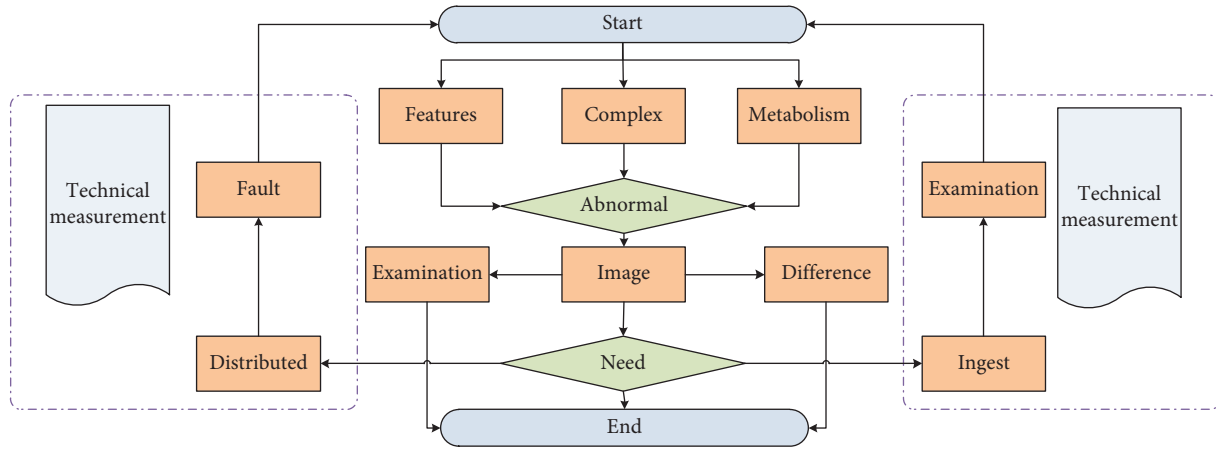 Start
Features
Complex
Metabolism
Technical
measurement
Fault
Abnormal
Examination
Technical
measurement
Examination
Image
Difference
Distributed
Need
Ingest
End